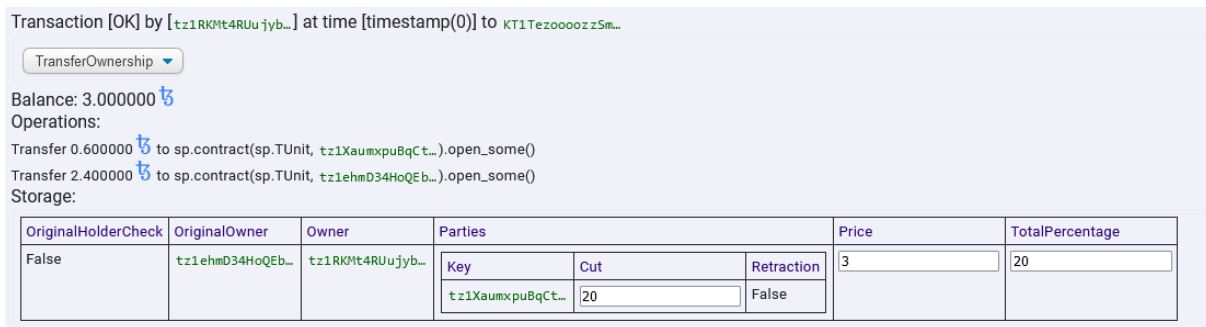 Transaction [OK] by [tz1RKMt4RUujyb…] at time [timestamp(0)] to KT1TezoooozzSm…
TransferOwnership
Balance: 3.000000 ꜩ
Operations:
Transfer 0.600000 ꜩ to sp.contract(sp.TUnit, tz1XaumxpuBqCt…).open_some()
Transfer 2.400000 ꜩ to sp.contract(sp.TUnit, tz1ehmD34HoQEb…).open_some()
Storage:
OriginalHolderCheck OriginalOwner Owner Parties Price TotalPercentage
False tz1ehmD34HoQEb… tz1RKMt4RUujyb… 3 20
Key Cut Retraction
tz1XaumxpuBqCt… 20 False